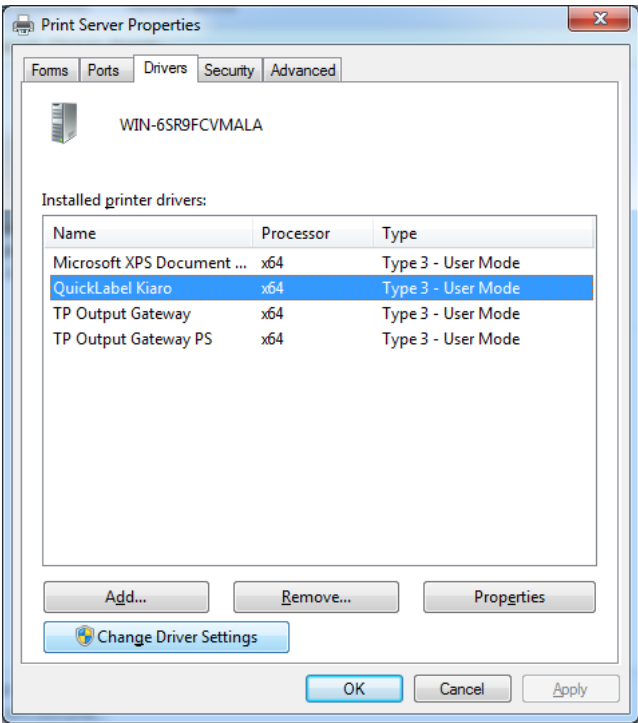 Print Server Properties
Forms Ports Drivers Security Advanced
WIN-6SR9FCVMALA
Installed printer drivers:
Name Processor Type
Microsoft XPS Document ... x64 Type 3 - User Mode
QuickLabel Kiaro x64 Type 3 - User Mode
TP Output Gateway x64 Type 3 - User Mode
TP Output Gateway PS x64 Type 3 - User Mode
Add... Remove... Properties
Change Driver Settings
OK Cancel Apply